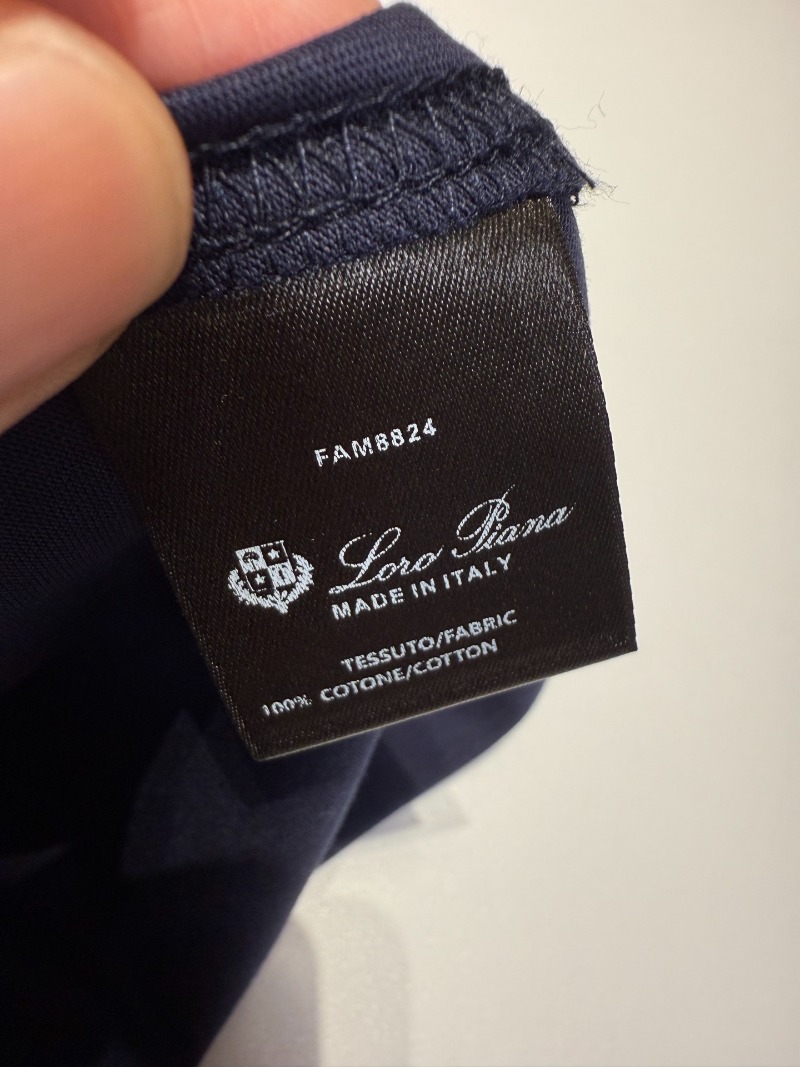 FAM8824
Loro Piana
MADE IN ITALY
TESSUTO/FABRIC
100% COTONE/COTTON